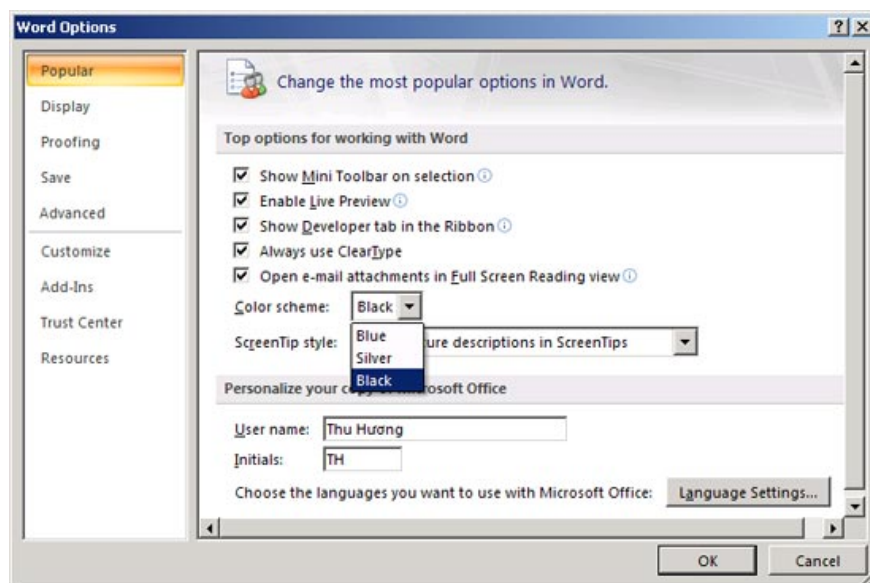 Word Options
Popular
Display
Proofing
Save
Advanced
Customize
Add-Ins
Trust Center
Resources
Change the most popular options in Word.
Top options for working with Word
Show Mini Toolbar on selection
Enable Live Preview
Show Developer tab in the Ribbon
Always use ClearType
Open e-mail attachments in Full Screen Reading view
Color scheme: Black
Blue
Silver
Black
ScreenTip style: ture descriptions in ScreenTips
Personalize your copy of Microsoft Office
User name: Thu Hương
Initials: TH
Choose the languages you want to use with Microsoft Office: Language Settings...
OK Cancel